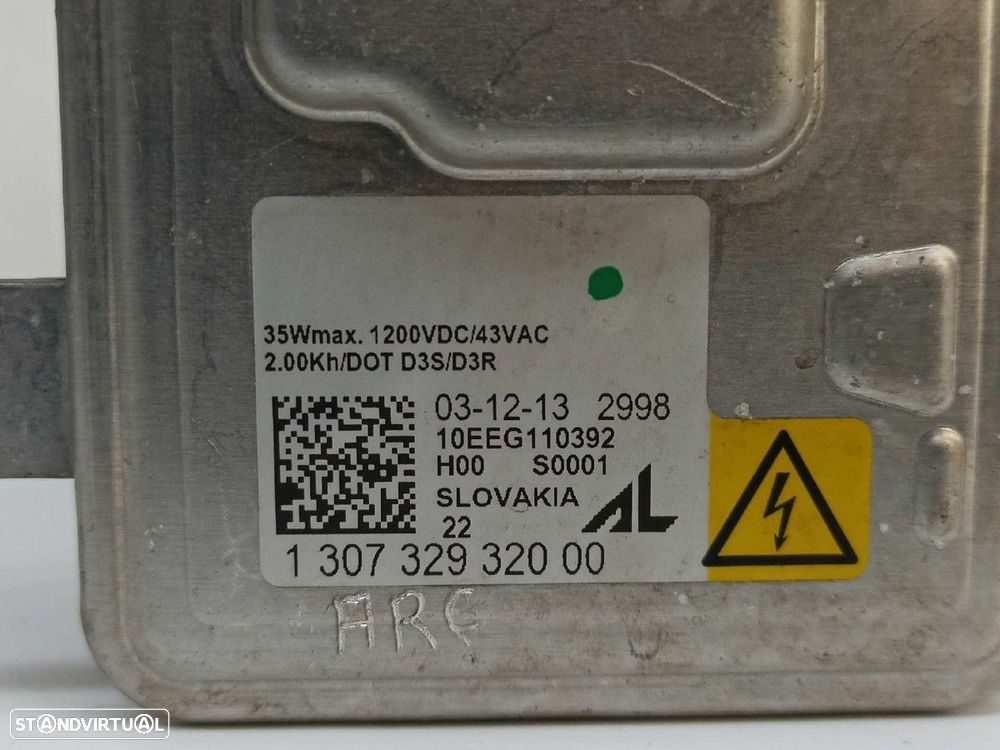 35Wmax. 1200VDC/43VAC
2.00Kh/DOT D3S/D3R
03-12-13 2998
10EEG110392
H00 S0001
SLOVAKIA
22
AL
1 307 329 320 00
ARC
STANDVIRTUAL